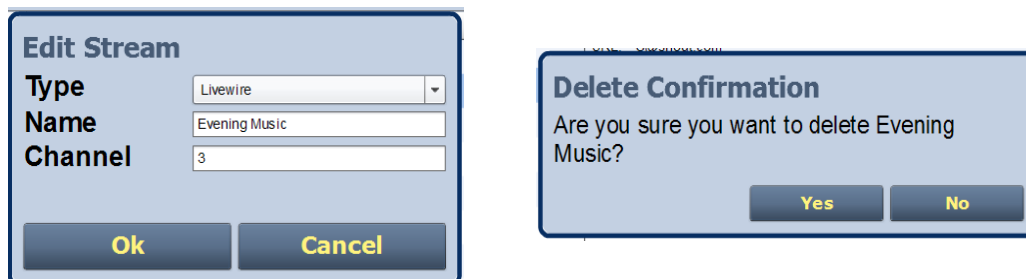 Edit Stream
Type
Livewire
Name
Evening Music
Channel
3
Ok
Cancel
Delete Confirmation
Are you sure you want to delete Evening
Music?
Yes
No